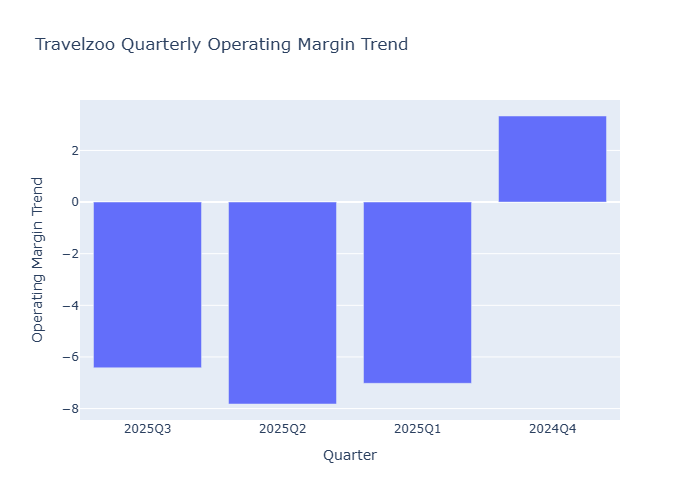 Travelzoo Quarterly Operating Margin Trend
Operating Margin Trend
2
0
−2
−4
−6
−8
2025Q3 2025Q2 2025Q1 2024Q4
Quarter